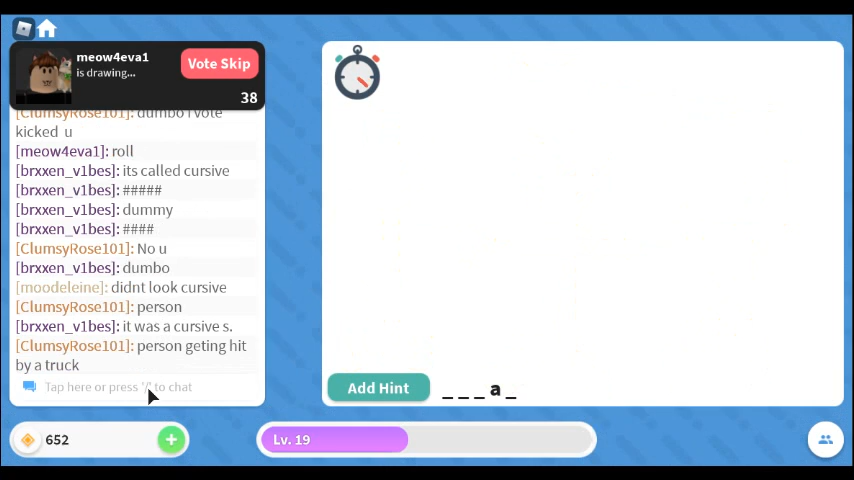 meow4eva1
is drawing...
Vote Skip
38
[ClumsyRose101]: dumbo i vote
kicked u
[meow4eva1]: roll
[brxxen_v1bes]: its called cursive
[brxxen_v1bes]: #####
[brxxen_v1bes]: dummy
[brxxen_v1bes]: ####
[ClumsyRose101]: No u
[brxxen_v1bes]: dumbo
[moodeleine]: didnt look cursive
[ClumsyRose101]: person
[brxxen_v1bes]: it was a cursive s.
[ClumsyRose101]: person geting hit
by a truck
Tap here or press '/' to chat
Add Hint
_ _ _ a _
652
Lv. 19